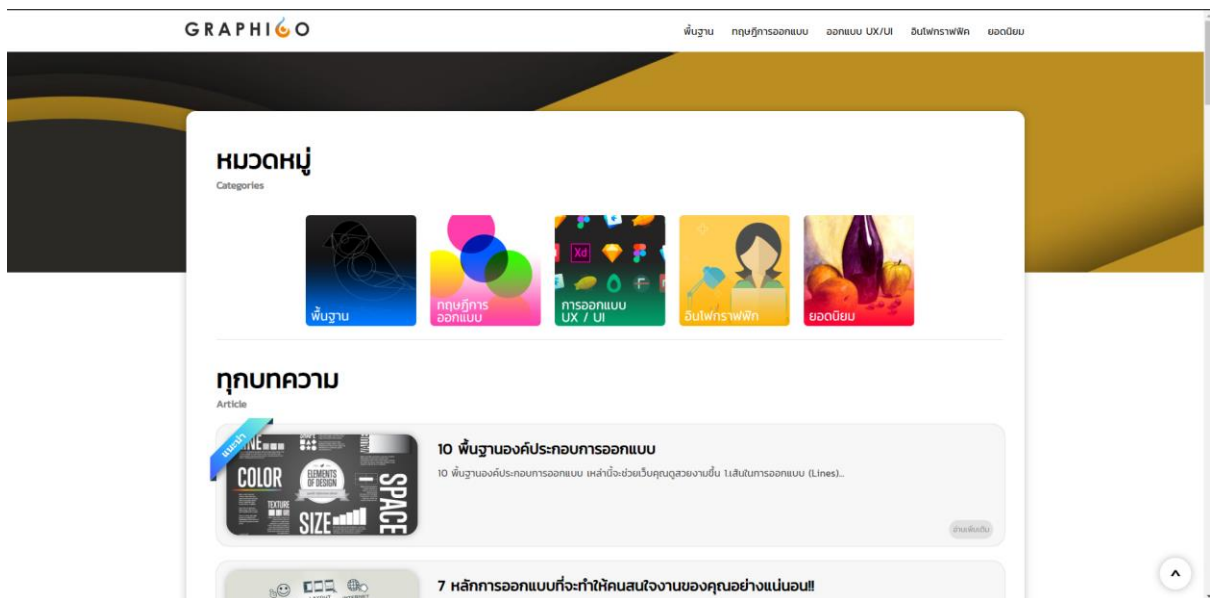 GRAPHIGO
พื้นฐาน ทฤษฎีการออกแบบ ออกแบบ UX/UI อินโฟกราฟฟิค ยอดนิยม
หมวดหมู่
Categories
พื้นฐาน
ทฤษฎีการ
ออกแบบ
Xd
การออกแบบ
UX / UI
อินโฟกราฟฟิก
ยอดนิยม
ทุกบทความ
Article
แนะนำ
LINE
COLOR
ELEMENTS
OF DESIGN
TEXTURE
SIZE
SPACE
10 พื้นฐานองค์ประกอบการออกแบบ
10 พื้นฐานองค์ประกอบการออกแบบ เหล่านี้จะช่วยเว็บคุณดูสวยงามขึ้น 1.เส้นในการออกแบบ (Lines)...
อ่านเพิ่มเติม
7 หลักการออกแบบที่จะทำให้คนสนใจงานของคุณอย่างแน่นอน!!